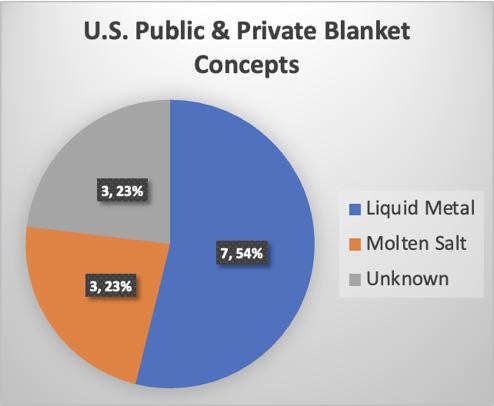 U.S. Public & Private Blanket
Concepts
3, 23%
7, 54%
3, 23%
Liquid Metal
Molten Salt
Unknown